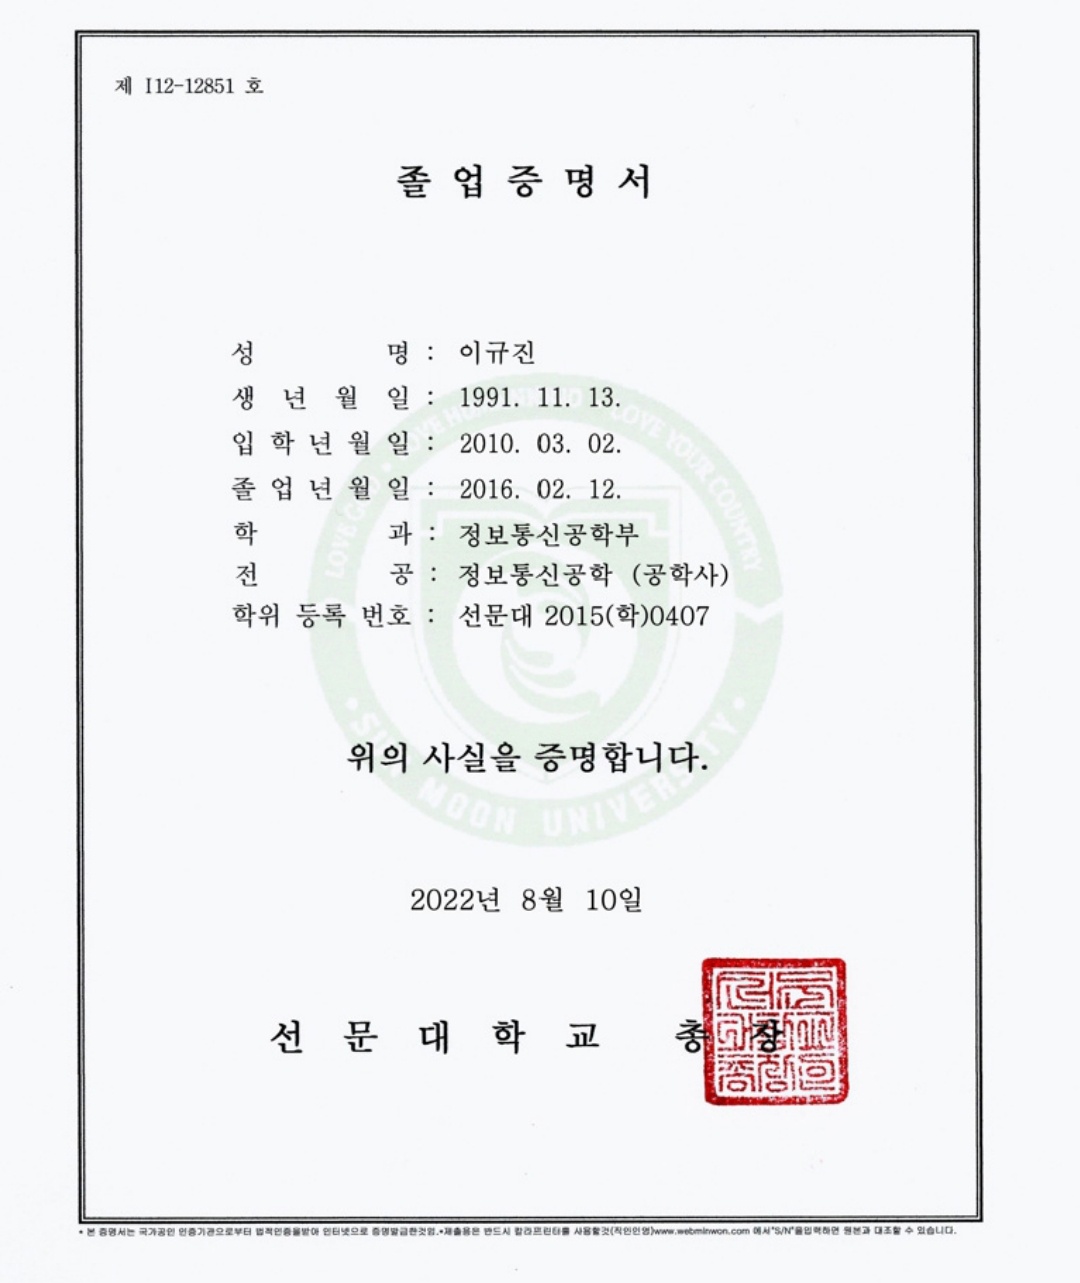 제 I12-12851 호
졸 업 증 명 서
성 명 : 이규진
생 년 월 일 : 1991. 11. 13.
입 학 년 월 일 : 2010. 03. 02.
졸 업 년 월 일 : 2016. 02. 12.
학 과 : 정보통신공학부
전 공 : 정보통신공학 (공학사)
학위 등록 번호 : 선문대 2015(학)0407
위의 사실을 증명합니다.
2022년 8월 10일
선 문 대 학 교 총 장
* 본 증명서는 국가공인 인증기관으로부터 법적인증을받아 인터넷으로 증명발급한것임.*제출용은 반드시 칼라프린터를 사용할것(직인인영)www.webminwon.com 에서"S/N"을입력하면 원본과 대조할 수 있습니다.
LOVE YOUR COUNTRY
MOON UNIVERSITY